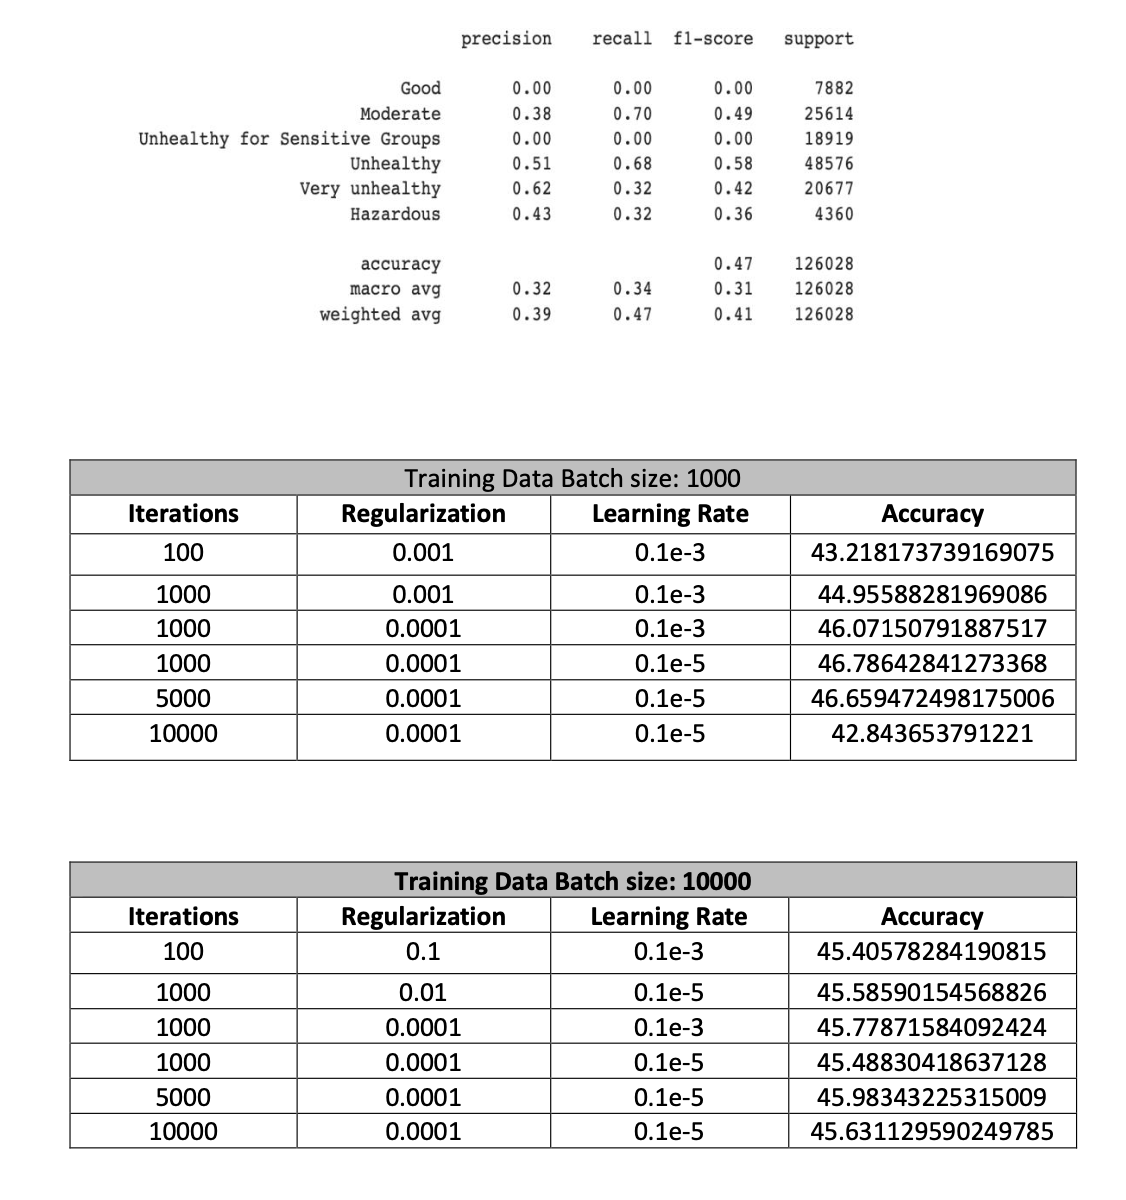 precision recall f1-score support
Good 0.00 0.00 0.00 7882
Moderate 0.38 0.70 0.49 25614
Unhealthy for Sensitive Groups 0.00 0.00 0.00 18919
Unhealthy 0.51 0.68 0.58 48576
Very unhealthy 0.62 0.32 0.42 20677
Hazardous 0.43 0.32 0.36 4360
accuracy 0.47 126028
macro avg 0.32 0.34 0.31 126028
weighted avg 0.39 0.47 0.41 126028
Training Data Batch size: 1000
Iterations Regularization Learning Rate Accuracy
100 0.001 0.1e-3 43.218173739169075
1000 0.001 0.1e-3 44.95588281969086
1000 0.0001 0.1e-3 46.07150791887517
1000 0.0001 0.1e-5 46.78642841273368
5000 0.0001 0.1e-5 46.659472498175006
10000 0.0001 0.1e-5 42.843653791221
Training Data Batch size: 10000
Iterations Regularization Learning Rate Accuracy
100 0.1 0.1e-3 45.40578284190815
1000 0.01 0.1e-5 45.58590154568826
1000 0.0001 0.1e-3 45.77871584092424
1000 0.0001 0.1e-5 45.48830418637128
5000 0.0001 0.1e-5 45.98343225315009
10000 0.0001 0.1e-5 45.631129590249785